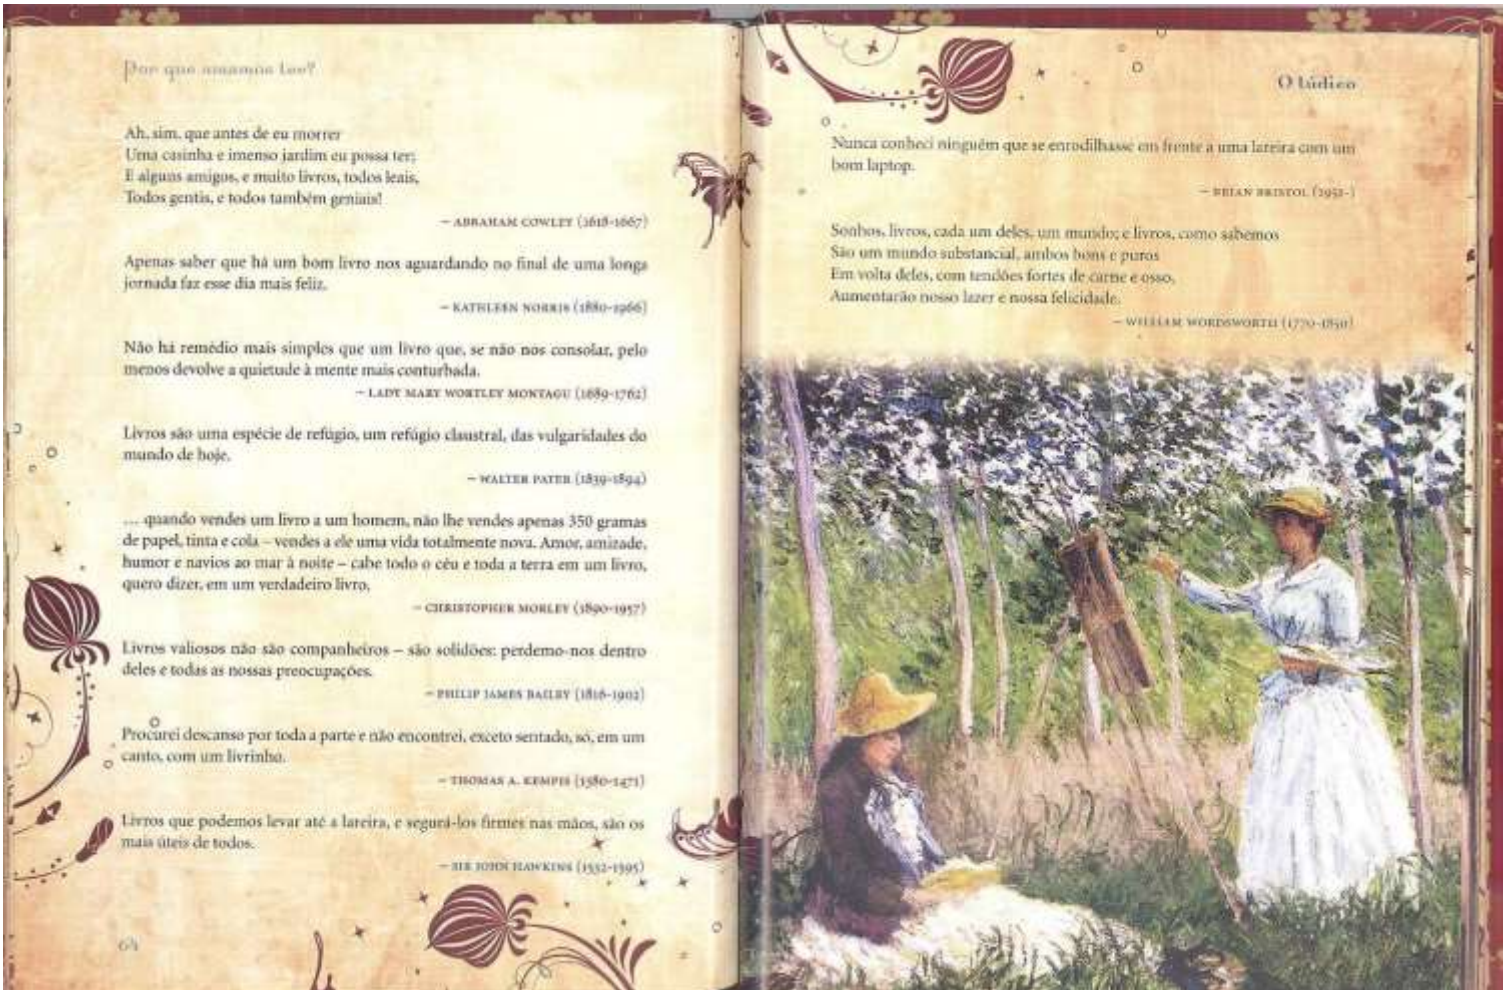 Por que amamos ler?
Ah, sim, que antes de eu morrer
Uma casinha e imenso jardim eu possa ter;
E alguns amigos, e muito livros, todos leais,
Todos gentis, e todos também geniais!
– ABRAHAM COWLEY (1618-1667)
Apenas saber que há um bom livro nos aguardando no final de uma longa
jornada faz esse dia mais feliz.
– KATHLEEN NORRIS (1880-1966)
Não há remédio mais simples que um livro que, se não nos consolar, pelo
menos devolve a quietude à mente mais conturbada.
– LADY MARY WORTLEY MONTAGU (1689-1762)
Livros são uma espécie de refúgio, um refúgio claustral, das vulgaridades do
mundo de hoje.
– WALTER PATER (1839-1894)
... quando vendes um livro a um homem, não lhe vendes apenas 350 gramas
de papel, tinta e cola – vendes a ele uma vida totalmente nova. Amor, amizade,
humor e navios ao mar à noite – cabe todo o céu e toda a terra em um livro,
quero dizer, em um verdadeiro livro.
– CHRISTOPHER MORLEY (1890-1957)
Livros valiosos não são companheiros – são solidões: perdemo-nos dentro
deles e todas as nossas preocupações.
– PHILIP JAMES BAILEY (1816-1902)
Procurei descanso por toda a parte e não encontrei, exceto sentado, só, em um
canto, com um livrinho.
– THOMAS A. KEMPIS (1380-1471)
Livros que podemos levar até a lareira, e segurá-los firmes nas mãos, são os
mais úteis de todos.
– SIR JOHN HAWKINS (1532-1595)
64
O lúdico
Nunca conheci ninguém que se enrodilhasse em frente a uma lareira com um
bom laptop.
– BRIAN BRISTOL (1952-)
Sonhos, livros, cada um deles, um mundo; e livros, como sabemos
São um mundo substancial, ambos bons e puros
Em volta deles, com tendões fortes de carne e osso,
Aumentarão nosso lazer e nossa felicidade.
– WILLIAM WORDSWORTH (1770-1850)